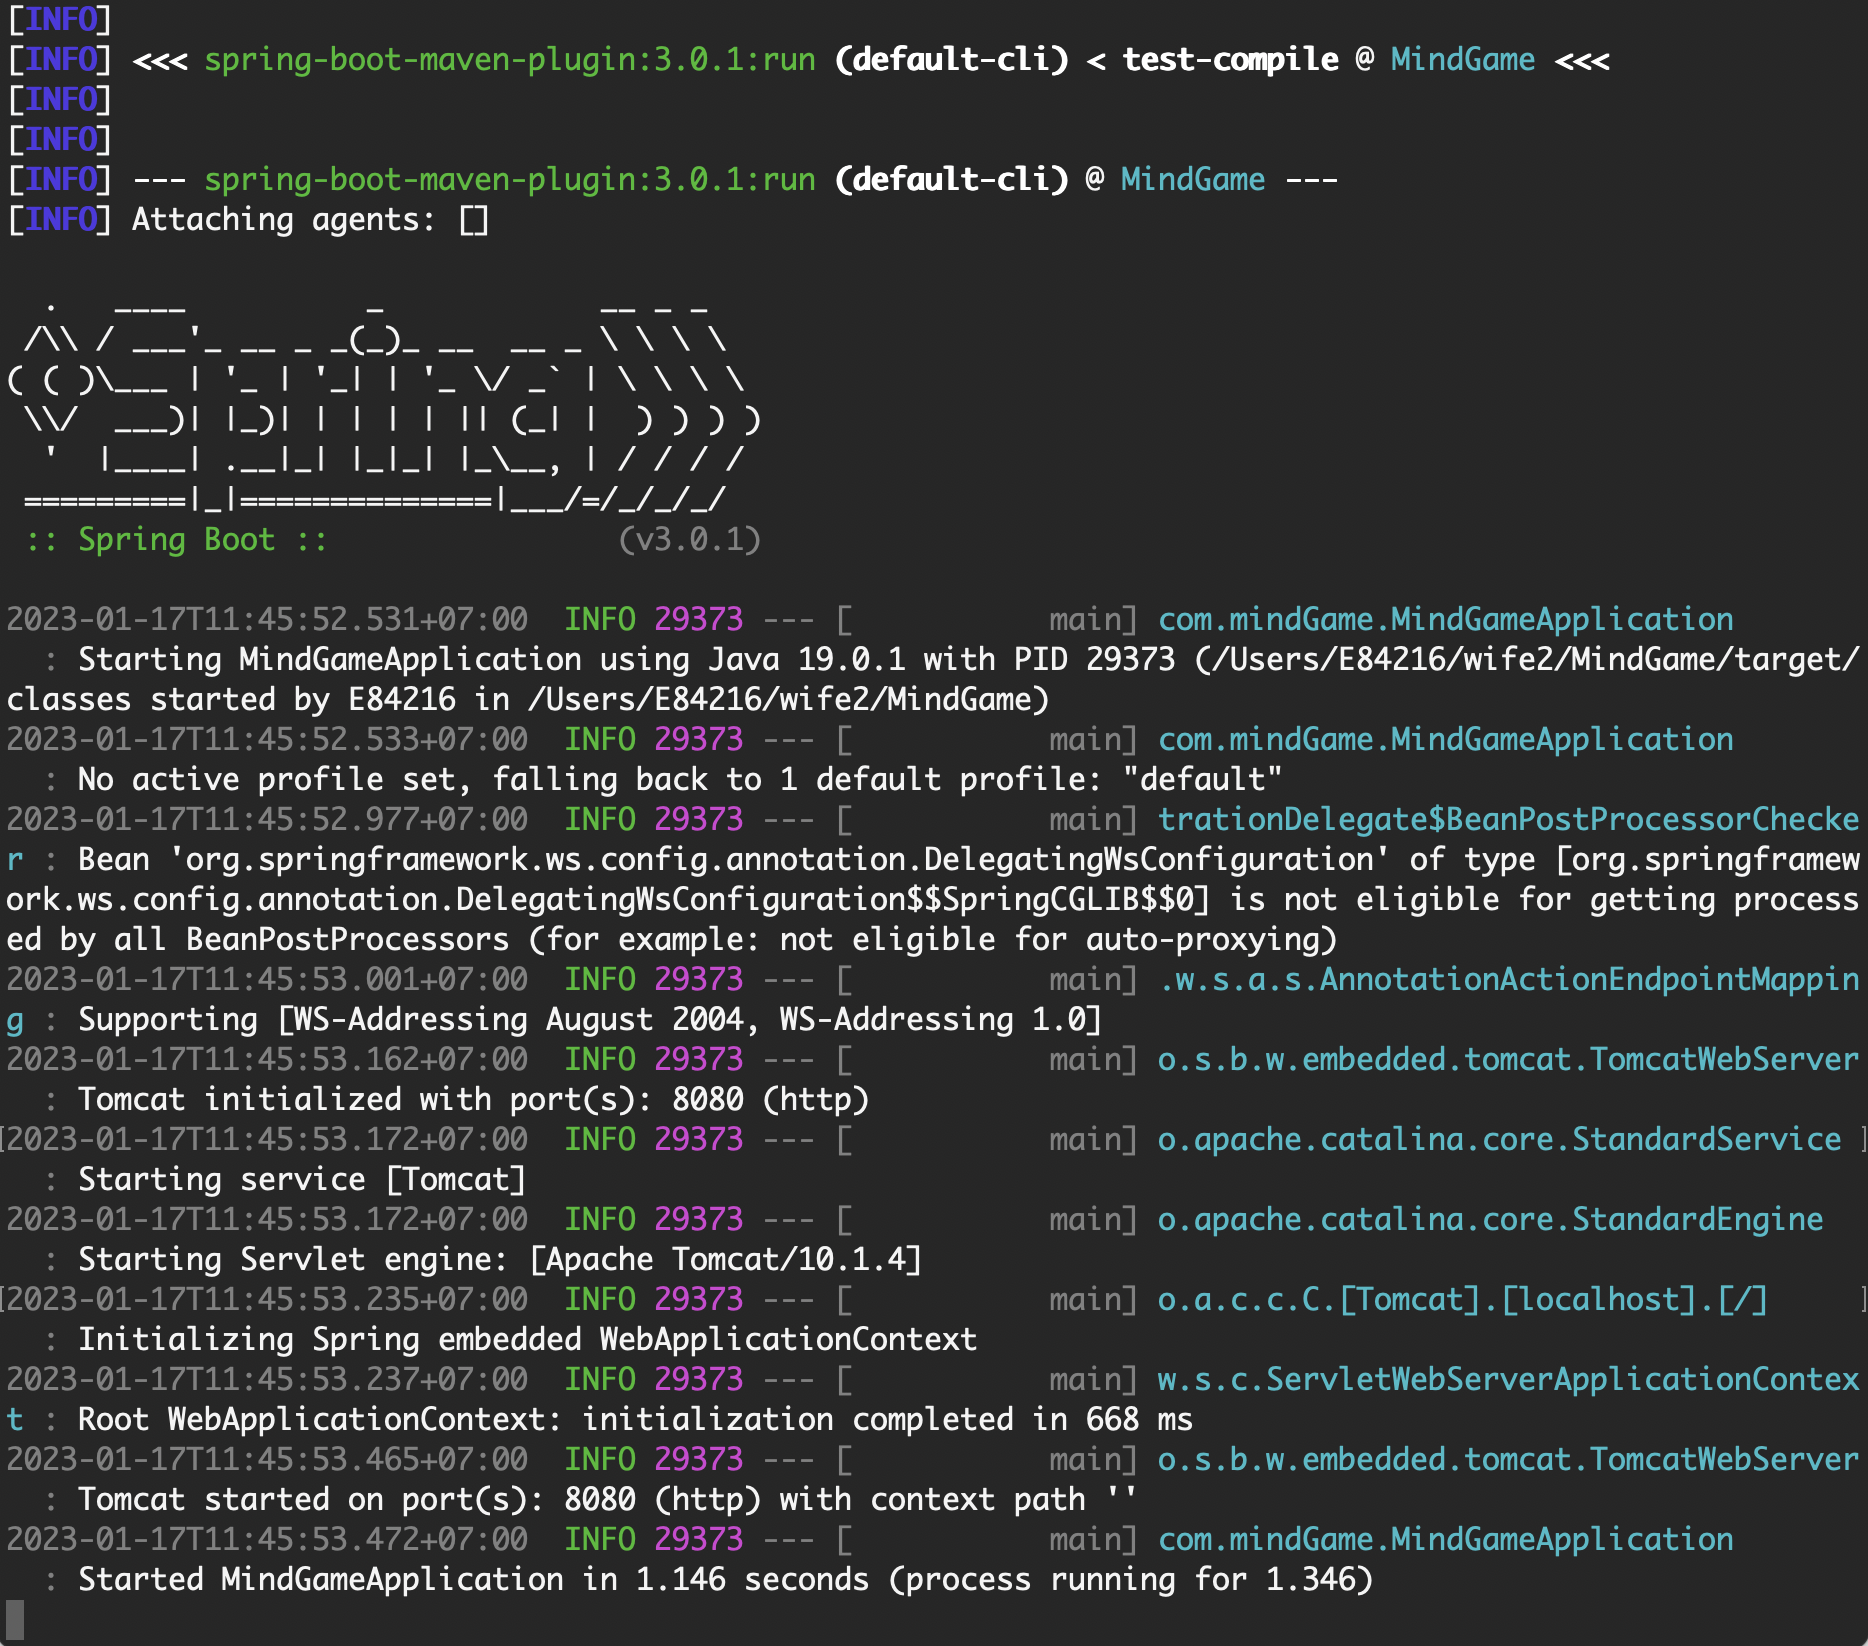 [INFO]
[INFO] <<< spring-boot-maven-plugin:3.0.1:run (default-cli) < test-compile @ MindGame <<<
[INFO]
[INFO]
[INFO] --- spring-boot-maven-plugin:3.0.1:run (default-cli) @ MindGame ---
[INFO] Attaching agents: []

  .   ____          _            __ _ _
 /\\ / ___'_ __ _ _(_)_ __  __ _ \ \ \ \
( ( )\___ | '_ | '_| | '_ \/ _` | \ \ \ \
 \\/  ___)| |_)| | | | | || (_| |  ) ) ) )
  '  |____| .__|_| |_|_| |_\__, | / / / /
 =========|_|==============|___/=/_/_/_/
 :: Spring Boot ::                (v3.0.1)

2023-01-17T11:45:52.531+07:00  INFO 29373 --- [           main] com.mindGame.MindGameApplication
  : Starting MindGameApplication using Java 19.0.1 with PID 29373 (/Users/E84216/wife2/MindGame/target/
classes started by E84216 in /Users/E84216/wife2/MindGame)
2023-01-17T11:45:52.533+07:00  INFO 29373 --- [           main] com.mindGame.MindGameApplication
  : No active profile set, falling back to 1 default profile: "default"
2023-01-17T11:45:52.977+07:00  INFO 29373 --- [           main] trationDelegate$BeanPostProcessorChecke
r : Bean 'org.springframework.ws.config.annotation.DelegatingWsConfiguration' of type [org.springframew
ork.ws.config.annotation.DelegatingWsConfiguration$$SpringCGLIB$$0] is not eligible for getting process
ed by all BeanPostProcessors (for example: not eligible for auto-proxying)
2023-01-17T11:45:53.001+07:00  INFO 29373 --- [           main] .w.s.a.s.AnnotationActionEndpointMappin
g : Supporting [WS-Addressing August 2004, WS-Addressing 1.0]
2023-01-17T11:45:53.162+07:00  INFO 29373 --- [           main] o.s.b.w.embedded.tomcat.TomcatWebServer
  : Tomcat initialized with port(s): 8080 (http)
[2023-01-17T11:45:53.172+07:00  INFO 29373 --- [           main] o.apache.catalina.core.StandardService ]
  : Starting service [Tomcat]
2023-01-17T11:45:53.172+07:00  INFO 29373 --- [           main] o.apache.catalina.core.StandardEngine
  : Starting Servlet engine: [Apache Tomcat/10.1.4]
[2023-01-17T11:45:53.235+07:00  INFO 29373 --- [           main] o.a.c.c.C.[Tomcat].[localhost].[/]     ]
  : Initializing Spring embedded WebApplicationContext
2023-01-17T11:45:53.237+07:00  INFO 29373 --- [           main] w.s.c.ServletWebServerApplicationContex
t : Root WebApplicationContext: initialization completed in 668 ms
2023-01-17T11:45:53.465+07:00  INFO 29373 --- [           main] o.s.b.w.embedded.tomcat.TomcatWebServer
  : Tomcat started on port(s): 8080 (http) with context path ''
2023-01-17T11:45:53.472+07:00  INFO 29373 --- [           main] com.mindGame.MindGameApplication
  : Started MindGameApplication in 1.146 seconds (process running for 1.346)